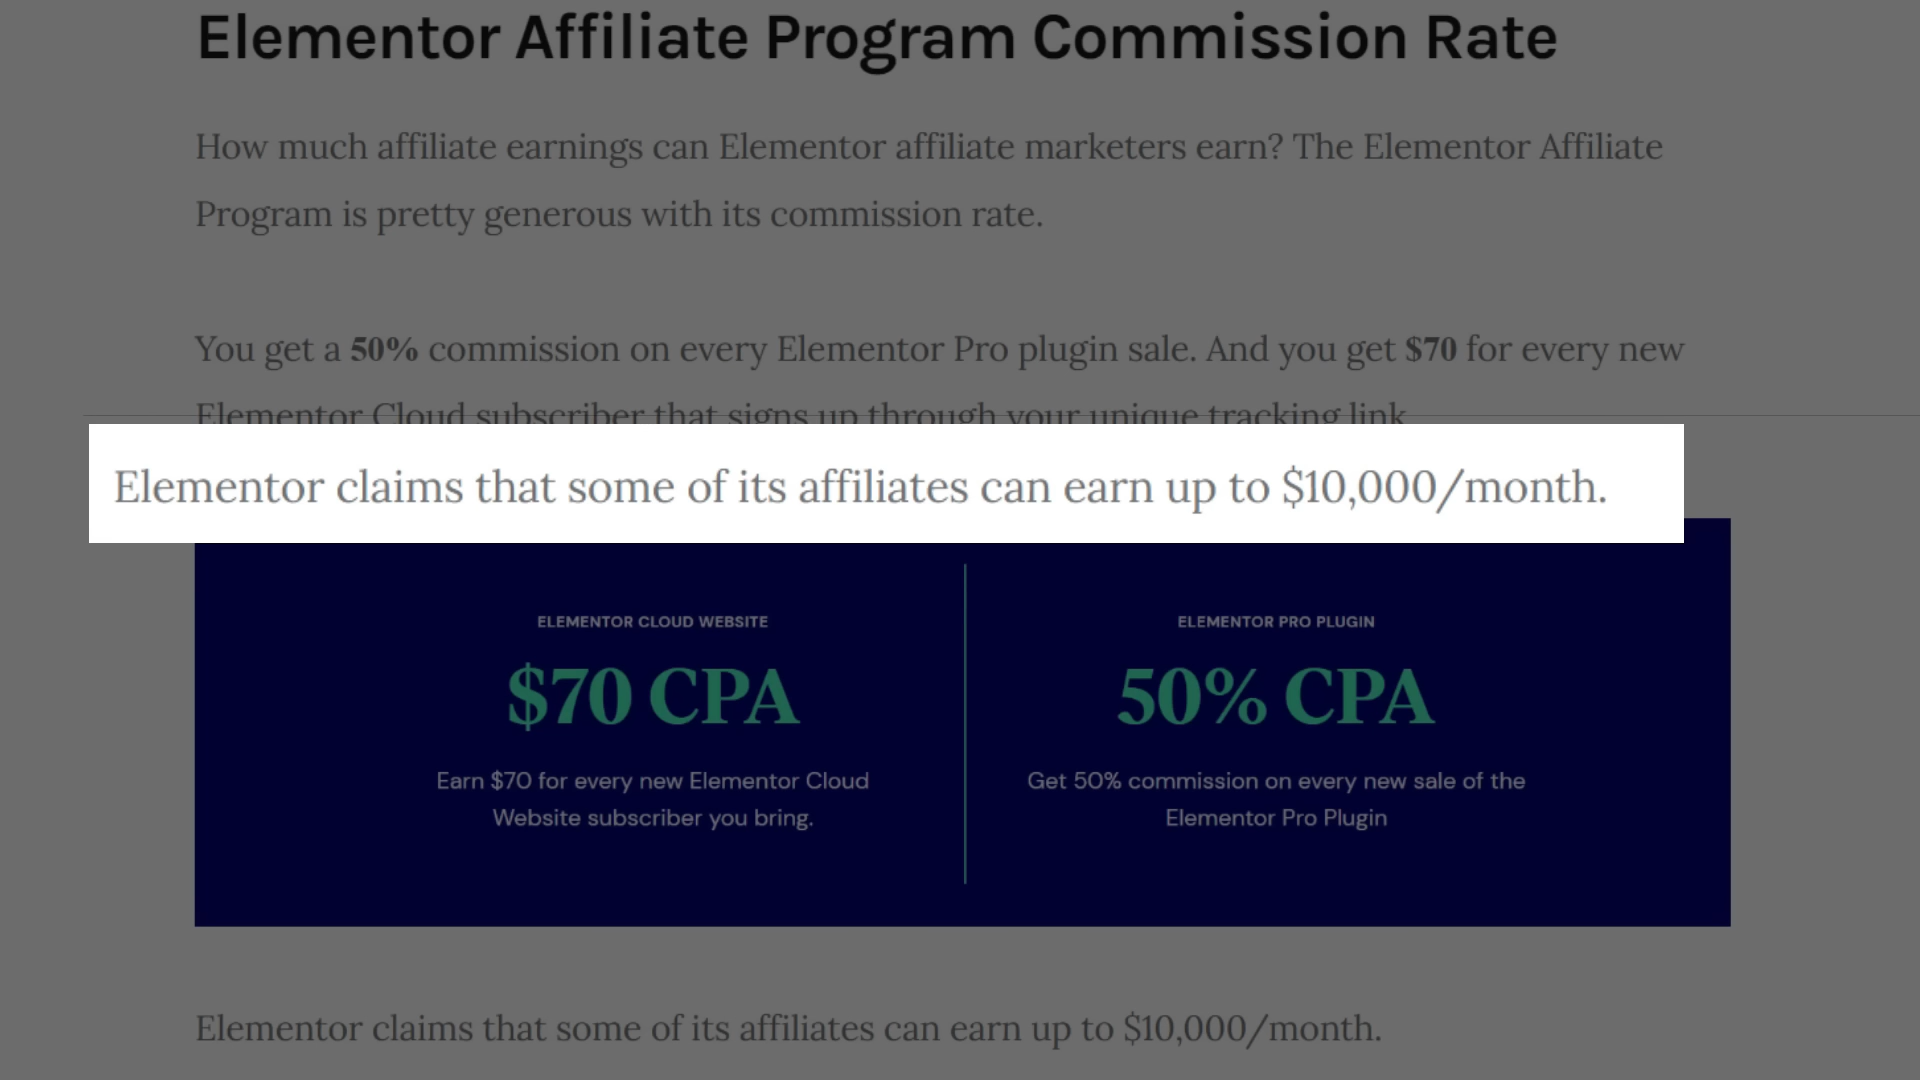 Elementor Affiliate Program Commission Rate
How much affiliate earnings can Elementor affiliate marketers earn? The Elementor Affiliate
Program is pretty generous with its commission rate.
You get a 50% commission on every Elementor Pro plugin sale. And you get $70 for every new
Elementor Cloud subscriber that signs up through your unique tracking link
Elementor claims that some of its affiliates can earn up to $10,000/month.
ELEMENTOR CLOUD WEBSITE
$70 CPA
Earn $70 for every new Elementor Cloud
Website subscriber you bring.
ELEMENTOR PRO PLUGIN
50% CPA
Get 50% commission on every new sale of the
Elementor Pro Plugin
Elementor claims that some of its affiliates can earn up to $10,000/month.